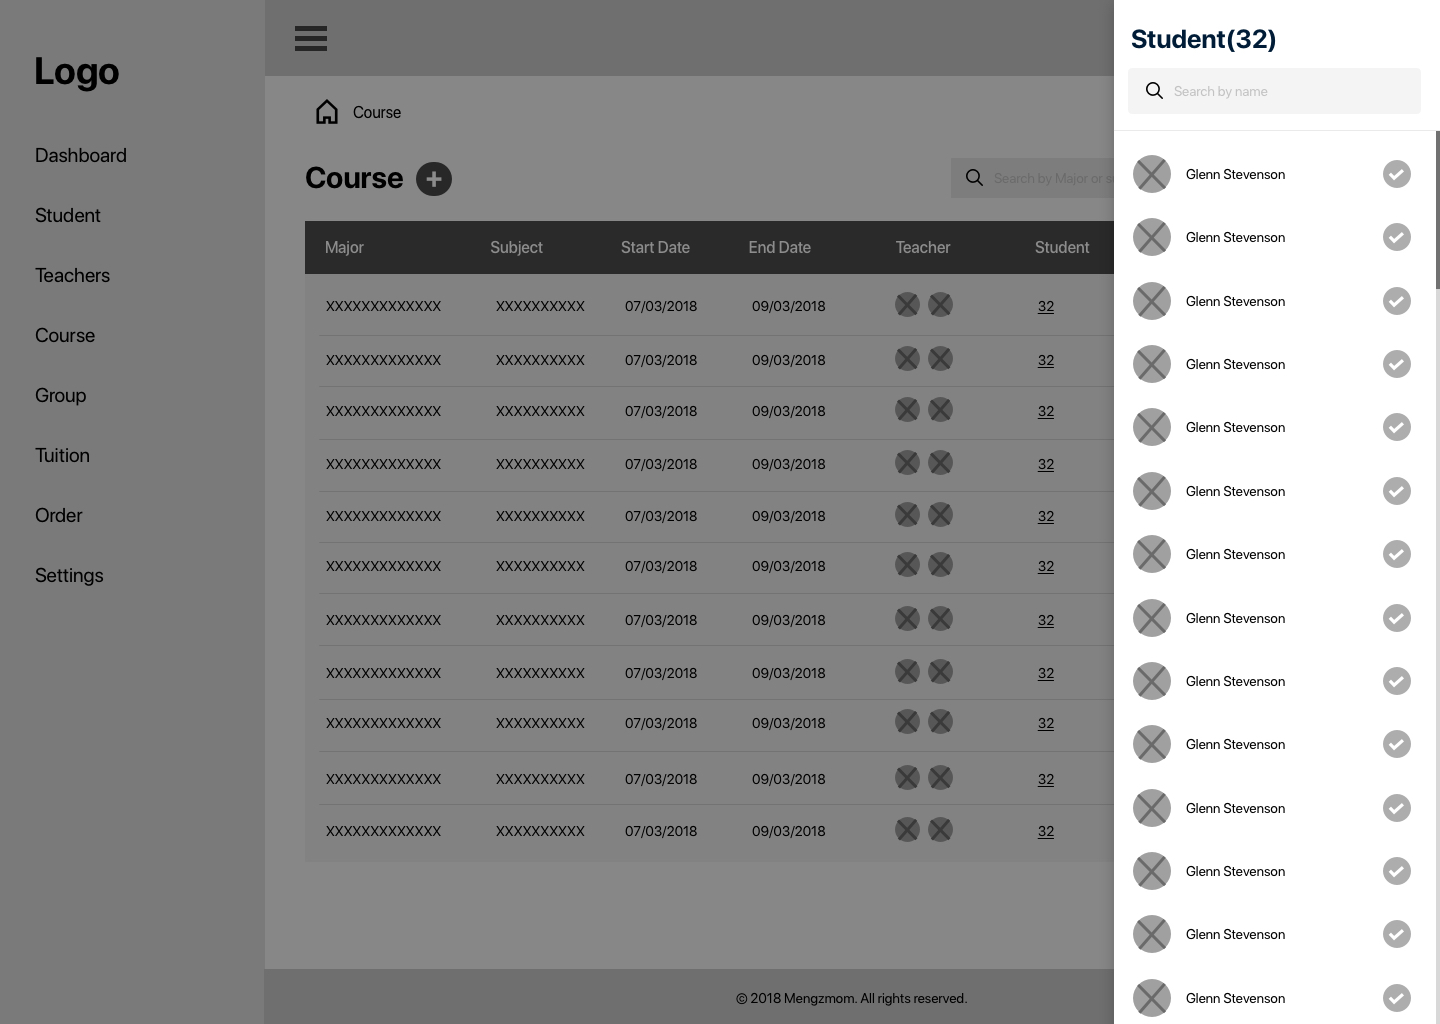 Logo
Dashboard
Student
Teachers
Course
Group
Tuition
Order
Settings
Course
Course
Search by Major or
Major Subject Start Date End Date Teacher Student
XXXXXXXXXXXXX XXXXXXXXXX 07/03/2018 09/03/2018 32
XXXXXXXXXXXXX XXXXXXXXXX 07/03/2018 09/03/2018 32
XXXXXXXXXXXXX XXXXXXXXXX 07/03/2018 09/03/2018 32
XXXXXXXXXXXXX XXXXXXXXXX 07/03/2018 09/03/2018 32
XXXXXXXXXXXXX XXXXXXXXXX 07/03/2018 09/03/2018 32
XXXXXXXXXXXXX XXXXXXXXXX 07/03/2018 09/03/2018 32
XXXXXXXXXXXXX XXXXXXXXXX 07/03/2018 09/03/2018 32
XXXXXXXXXXXXX XXXXXXXXXX 07/03/2018 09/03/2018 32
XXXXXXXXXXXXX XXXXXXXXXX 07/03/2018 09/03/2018 32
XXXXXXXXXXXXX XXXXXXXXXX 07/03/2018 09/03/2018 32
XXXXXXXXXXXXX XXXXXXXXXX 07/03/2018 09/03/2018 32
© 2018 Mengzmom. All rights reserved.
Student(32)
Search by name
Glenn Stevenson
Glenn Stevenson
Glenn Stevenson
Glenn Stevenson
Glenn Stevenson
Glenn Stevenson
Glenn Stevenson
Glenn Stevenson
Glenn Stevenson
Glenn Stevenson
Glenn Stevenson
Glenn Stevenson
Glenn Stevenson
Glenn Stevenson